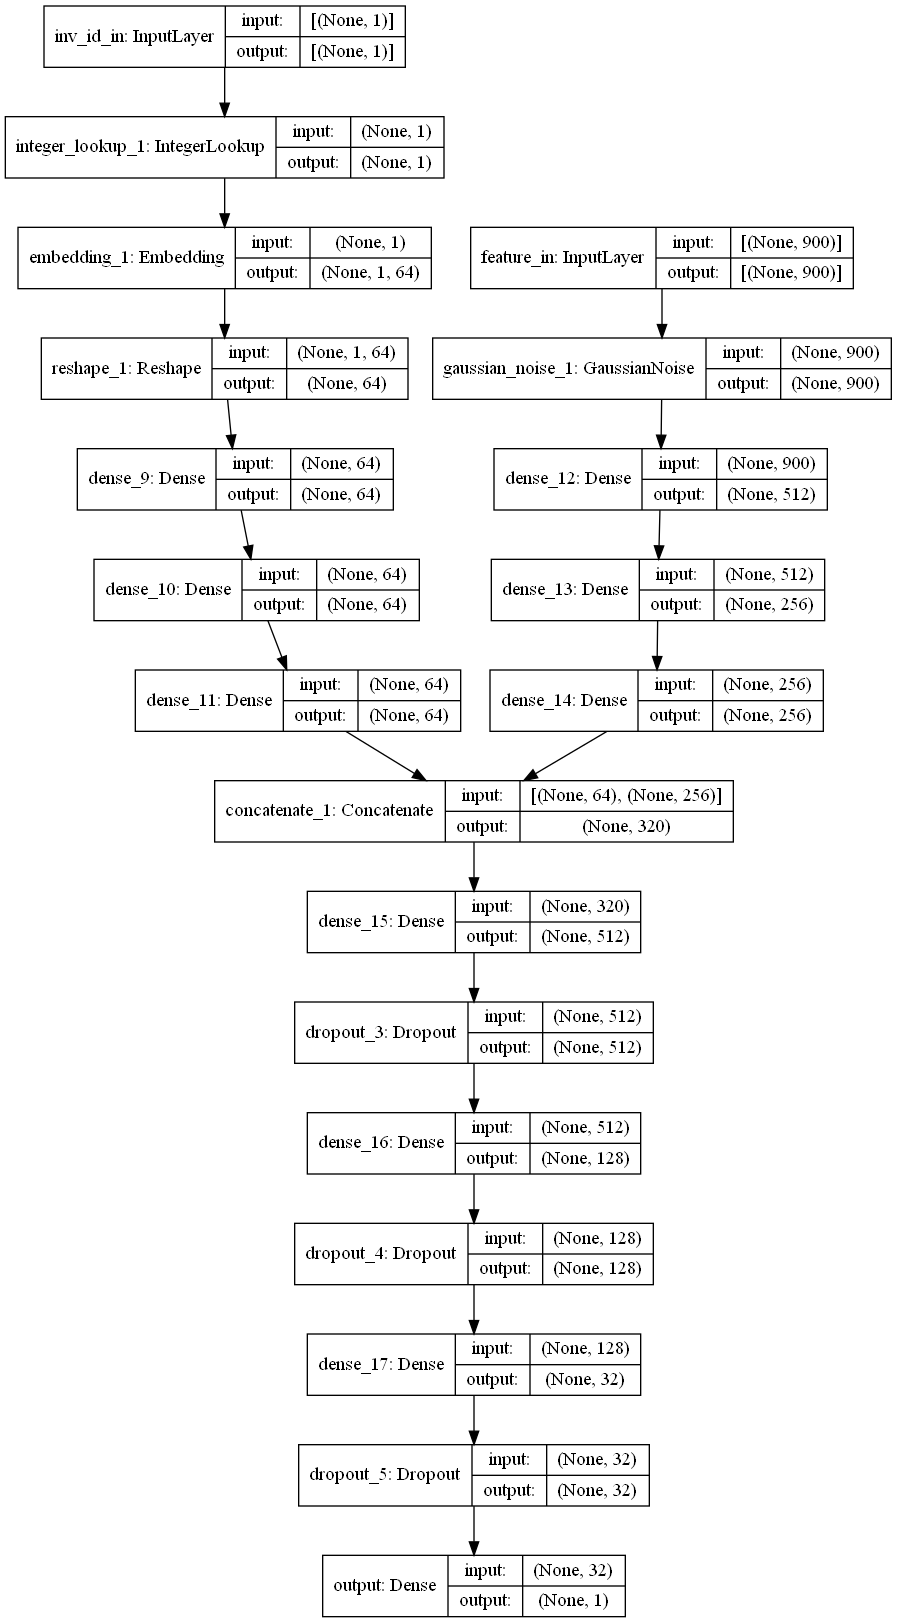 inv_id_in: InputLayer
input: [(None, 1)]
output: [(None, 1)]
integer_lookup_1: IntegerLookup
input: (None, 1)
output: (None, 1)
embedding_1: Embedding
input: (None, 1)
output: (None, 1, 64)
feature_in: InputLayer
input: [(None, 900)]
output: [(None, 900)]
reshape_1: Reshape
input: (None, 1, 64)
output: (None, 64)
gaussian_noise_1: GaussianNoise
input: (None, 900)
output: (None, 900)
dense_9: Dense
input: (None, 64)
output: (None, 64)
dense_12: Dense
input: (None, 900)
output: (None, 512)
dense_10: Dense
input: (None, 64)
output: (None, 64)
dense_13: Dense
input: (None, 512)
output: (None, 256)
dense_11: Dense
input: (None, 64)
output: (None, 64)
dense_14: Dense
input: (None, 256)
output: (None, 256)
concatenate_1: Concatenate
input: [(None, 64), (None, 256)]
output: (None, 320)
dense_15: Dense
input: (None, 320)
output: (None, 512)
dropout_3: Dropout
input: (None, 512)
output: (None, 512)
dense_16: Dense
input: (None, 512)
output: (None, 128)
dropout_4: Dropout
input: (None, 128)
output: (None, 128)
dense_17: Dense
input: (None, 128)
output: (None, 32)
dropout_5: Dropout
input: (None, 32)
output: (None, 32)
output: Dense
input: (None, 32)
output: (None, 1)